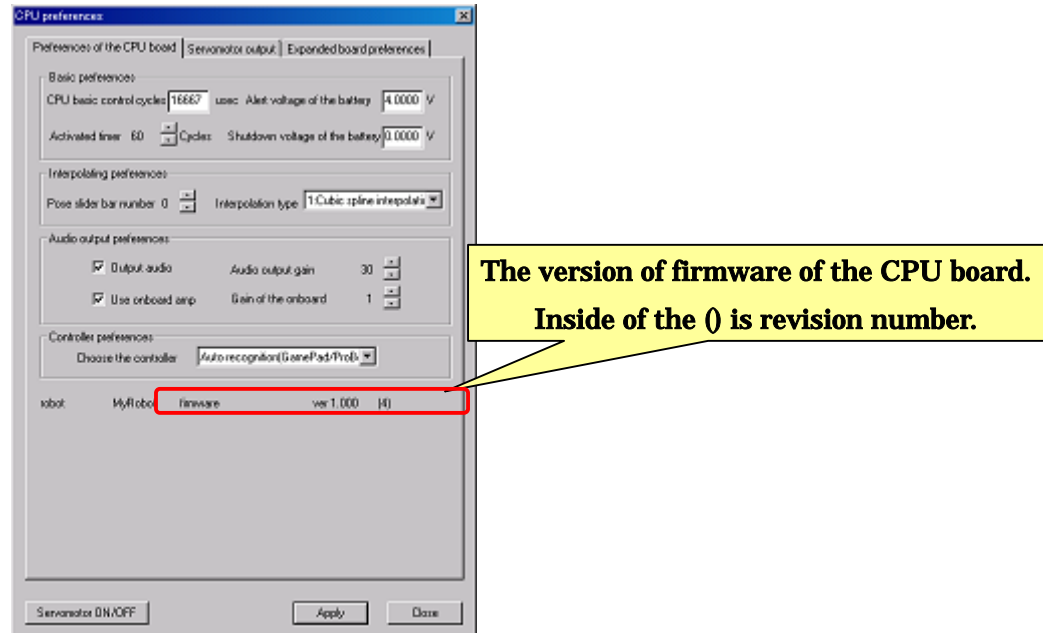 CPU preferences
Preferences of the CPU board Servomotor output Expanded board preferences
Basic preferences
CPU basic control cycles 16667 usec Alert voltage of the battery 4.0000 V
Activated timer 60 Cycles Shutdown voltage of the battery 0.0000 V
Interpolating preferences
Pose slider bar number 0 Interpolation type 1:Cubic spline interpolati
Audio output preferences
Output audio Audio output gain 30
Use onboard amp Gain of the onboard 1
Controller preferences
Choose the controller Auto recognition(GamePad/ProB
robot MyRobo firmware ver 1.000 (4)
Servomotor ON/OFF Apply Close
The version of firmware of the CPU board.
Inside of the () is revision number.